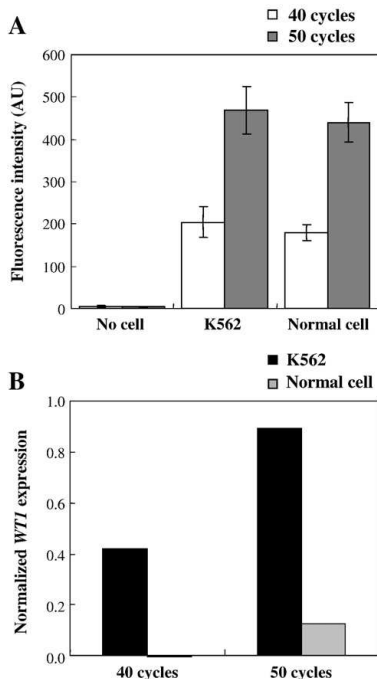 A
40 cycles
50 cycles
Fluorescence intensity (AU)
600
500
400
300
200
100
0
No cell K562 Normal cell
B
K562
Normal cell
Normalized WT1 expression
1.0
0.8
0.6
0.4
0.2
0.0
40 cycles 50 cycles